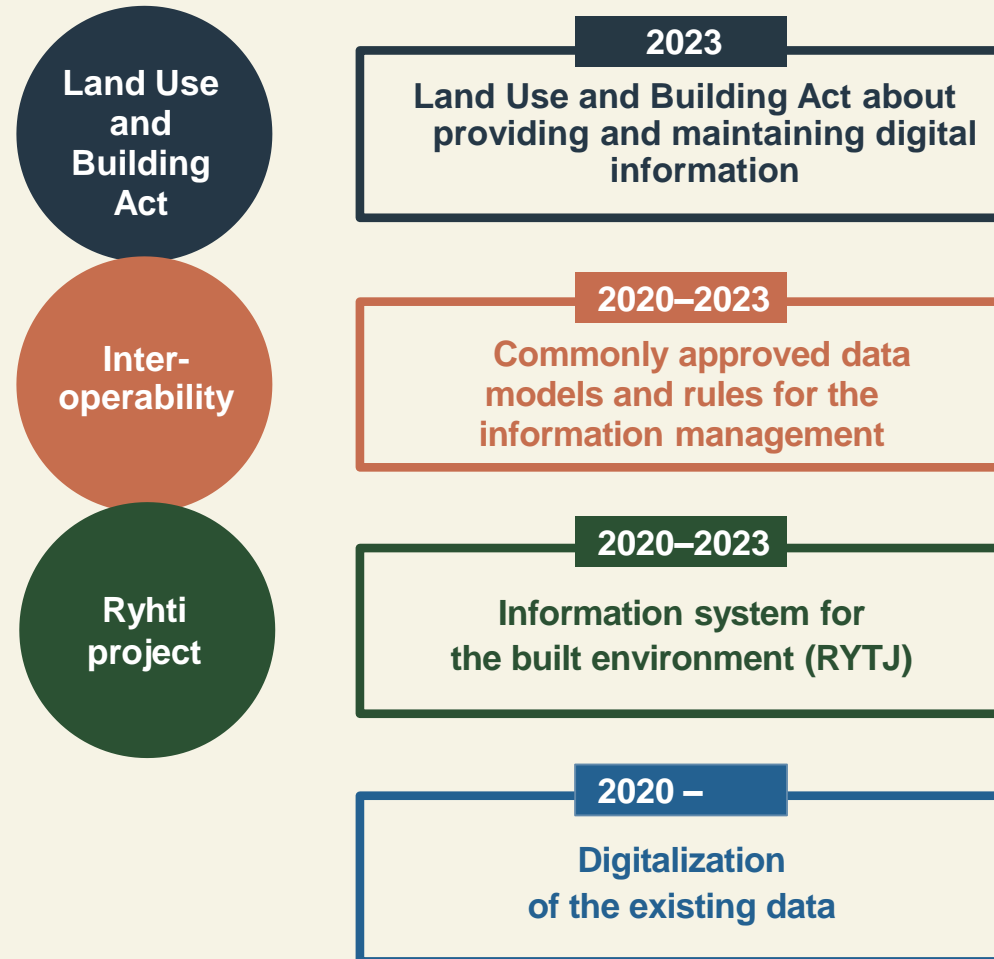 Land Use
and
Building
Act
2023
Land Use and Building Act about
providing and maintaining digital
information
Inter-
operability
2020–2023
Commonly approved data
models and rules for the
information management
Ryhti
project
2020–2023
Information system for
the built environment (RYTJ)
2020 –
Digitalization
of the existing data